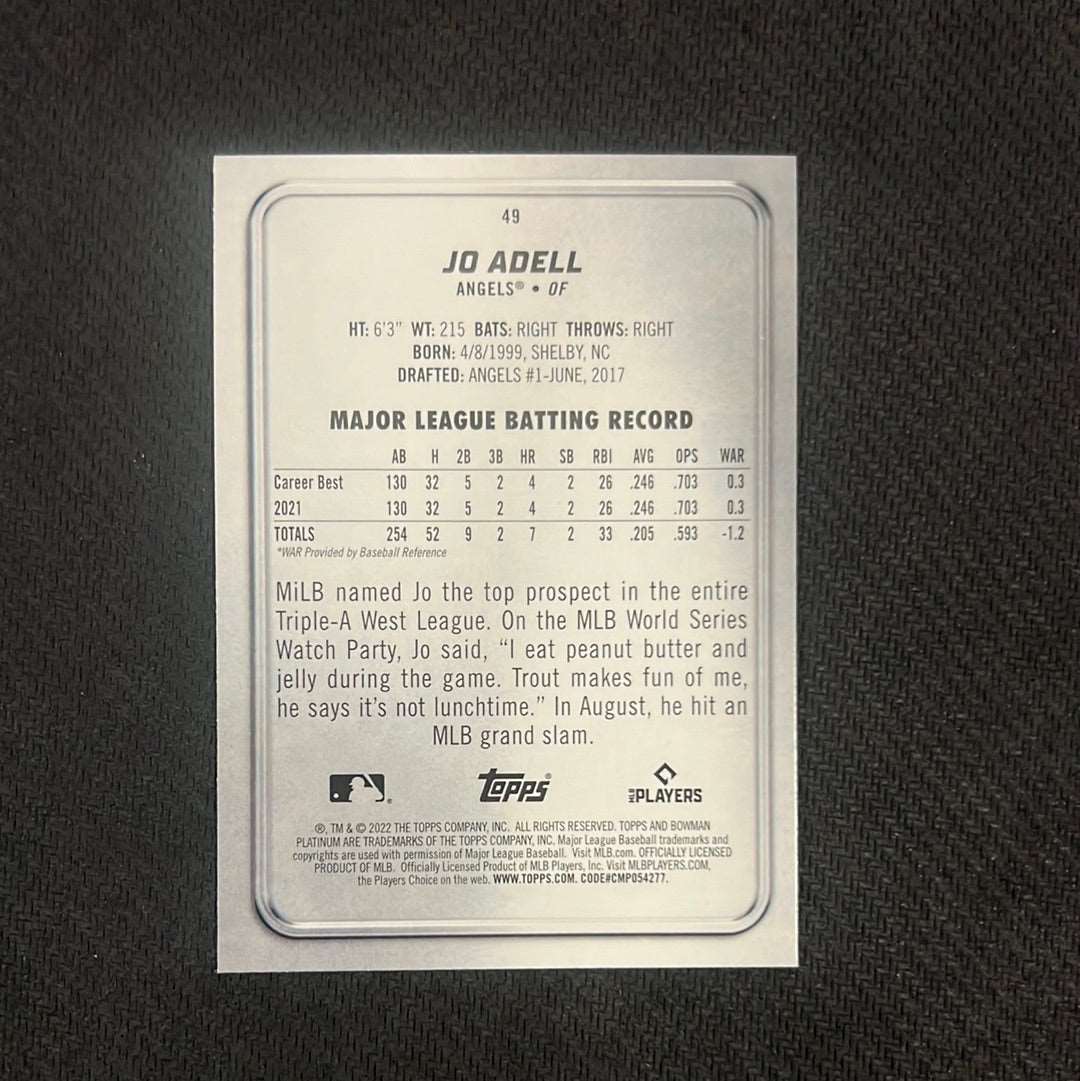 49
JO ADELL
ANGELS® • OF
HT: 6'3" WT: 215 BATS: RIGHT THROWS: RIGHT
BORN: 4/8/1999, SHELBY, NC
DRAFTED: ANGELS #1-JUNE, 2017
MAJOR LEAGUE BATTING RECORD
AB H 2B 3B HR SB RBI AVG OPS WAR
Career Best 130 32 5 2 4 2 26 .246 .703 0.3
2021 130 32 5 2 4 2 26 .246 .703 0.3
TOTALS 254 52 9 2 7 2 33 .205 .593 -1.2
*WAR Provided by Baseball Reference
MiLB named Jo the top prospect in the entire
Triple-A West League. On the MLB World Series
Watch Party, Jo said, “I eat peanut butter and
jelly during the game. Trout makes fun of me,
he says it’s not lunchtime.” In August, he hit an
MLB grand slam.
Topps®
MLB PLAYERS
®, TM & © 2022 THE TOPPS COMPANY, INC. ALL RIGHTS RESERVED. TOPPS AND BOWMAN
PLATINUM ARE TRADEMARKS OF THE TOPPS COMPANY, INC. Major League Baseball trademarks and
copyrights are used with permission of Major League Baseball. Visit MLB.com. OFFICIALLY LICENSED
PRODUCT OF MLB. Officially Licensed Product of MLB Players, Inc. Visit MLBPLAYERS.COM,
the Players Choice on the web. WWW.TOPPS.COM. CODE#CMP054277.